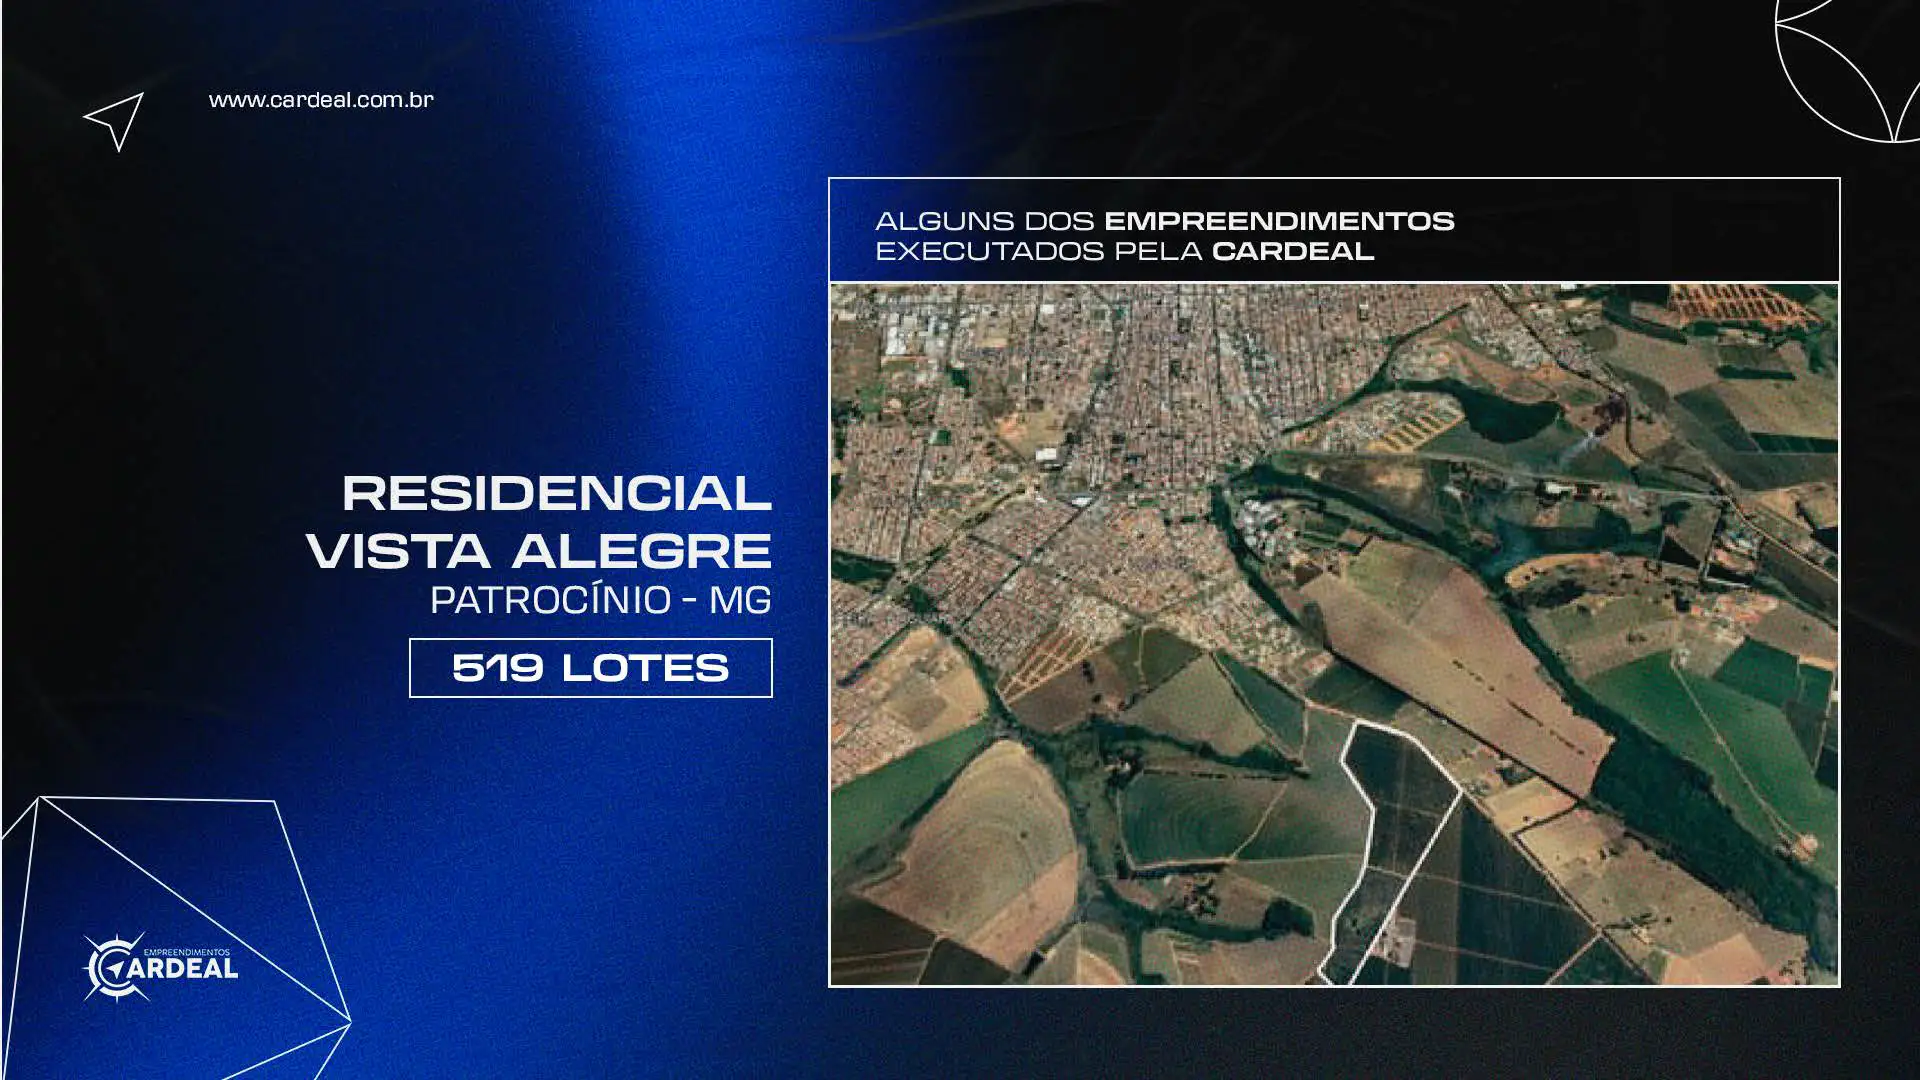 www.cardeal.com.br
ALGUNS DOS EMPREENDIMENTOS
EXECUTADOS PELA CARDEAL
RESIDENCIAL
VISTA ALEGRE
PATROCÍNIO - MG
519 LOTES
EMPREENDIMENTOS
CARDEAL